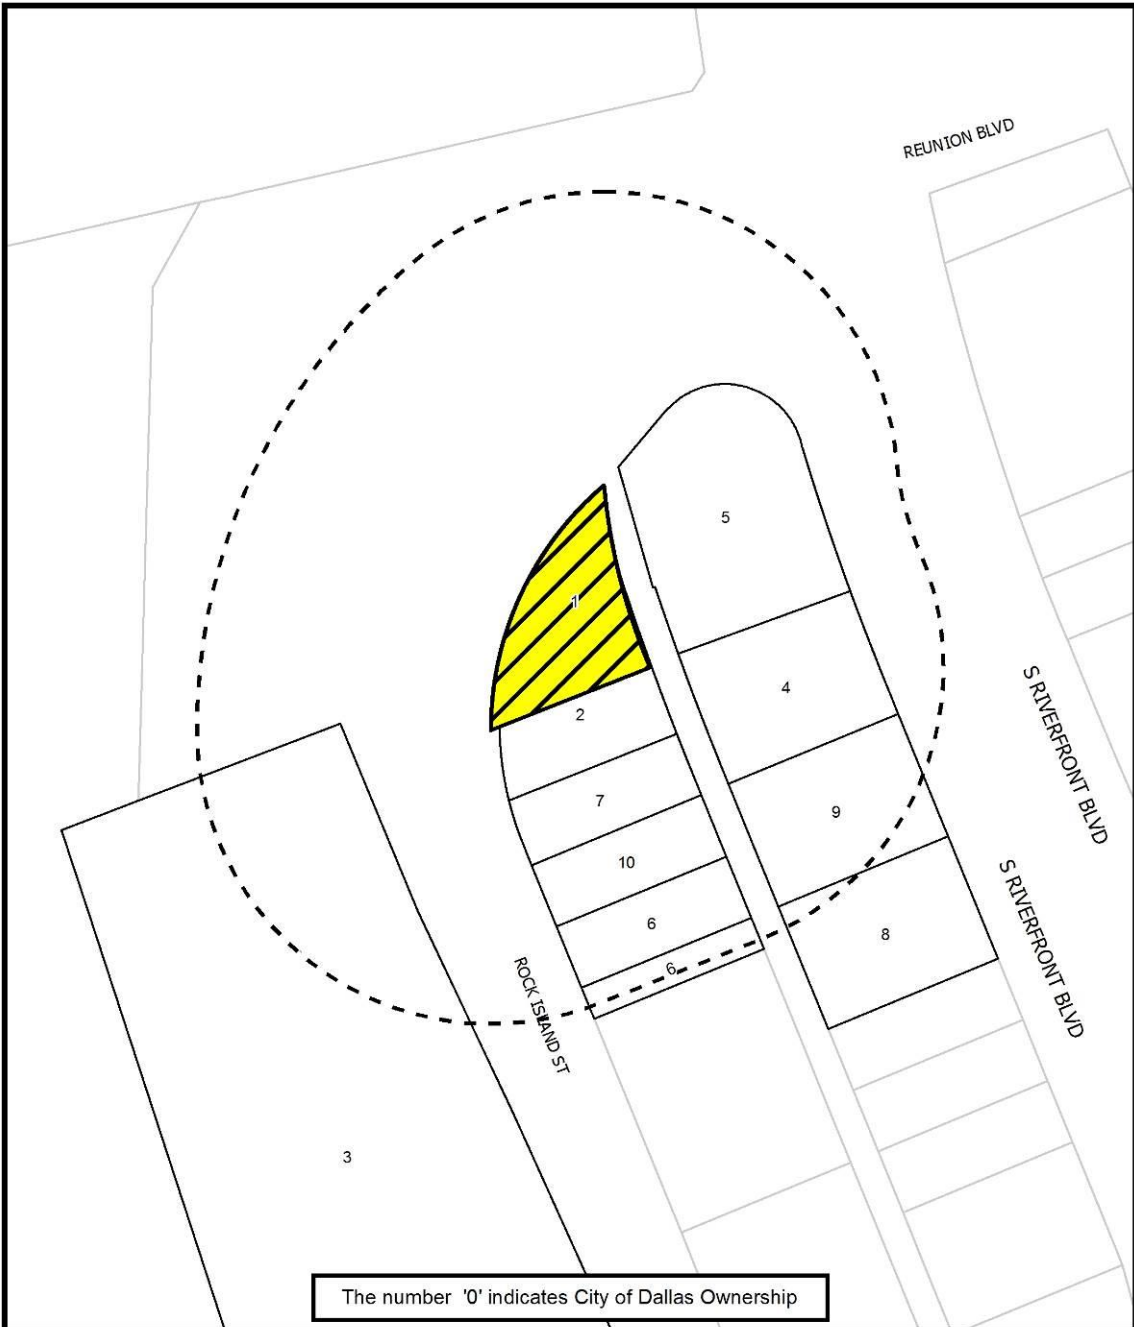 REUNION BLVD
5
1
4
2
S RIVERFRONT BLVD
7
9
10
6
8
S RIVERFRONT BLVD
6
ROCK ISLAND ST
3
The number '0' indicates City of Dallas Ownership